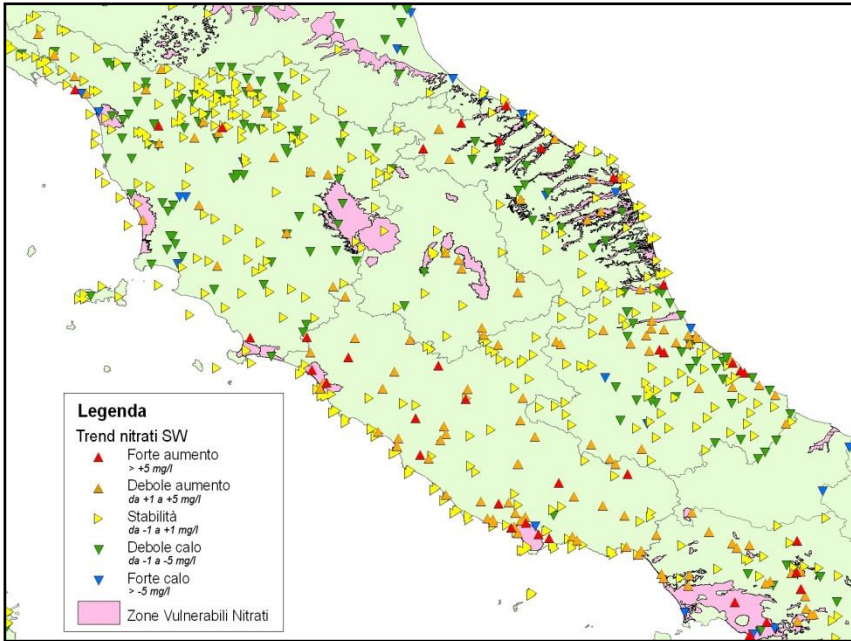 Legenda
Trend nitrati SW
Forte aumento
> +5 mg/l
Debole aumento
da +1 a +5 mg/l
Stabilità
da -1 a +1 mg/l
Debole calo
da -1 a -5 mg/l
Forte calo
> -5 mg/l
Zone Vulnerabili Nitrati